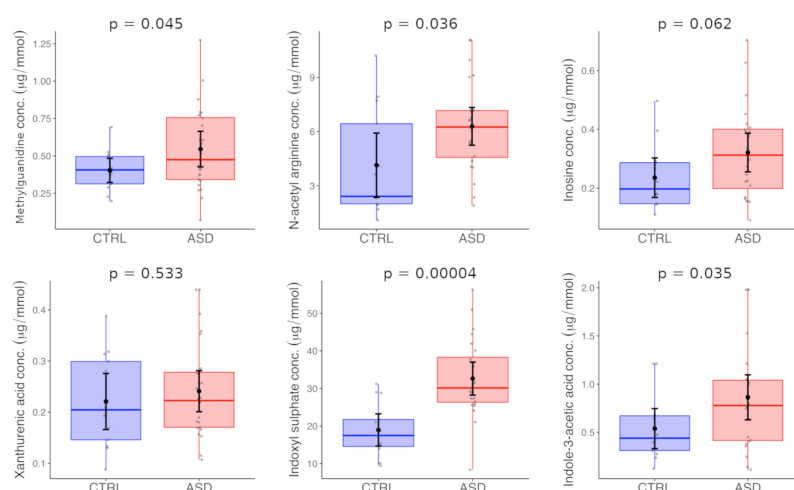 p = 0.045
Methylguanidine conc. (µg/mmol)
1.25
1.00
0.75
0.50
0.25
CTRL
ASD
p = 0.036
N-acetyl arginine conc. (µg/mmol)
9
6
3
CTRL
ASD
p = 0.062
Inosine conc. (µg/mmol)
0.6
0.4
0.2
CTRL
ASD
p = 0.533
Xanthurenic acid conc. (µg/mmol)
0.4
0.3
0.2
0.1
CTRL
ASD
p = 0.00004
Indoxyl sulphate conc. (µg/mmol)
50
40
30
20
10
CTRL
ASD
p = 0.035
Indole-3-acetic acid conc. (µg/mmol)
2.0
1.5
1.0
0.5
CTRL
ASD